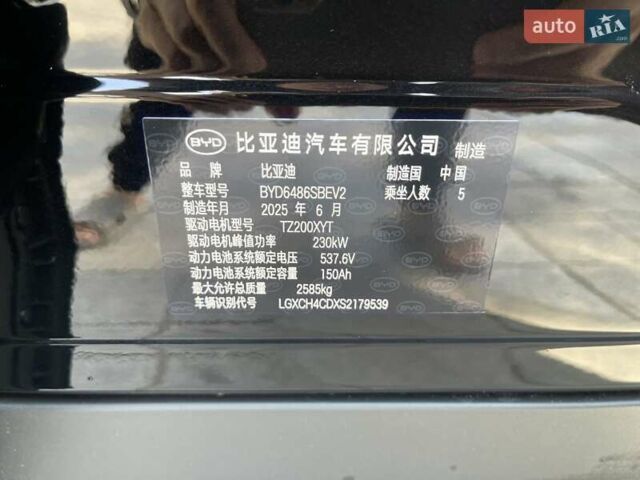 auto RIA.com
BYD 比亚迪汽车有限公司 制造
品 牌 比亚迪 制造国 中国
整车型号 BYD6486SBEV2 乘坐人数 5
制造年月 2025 年 6 月
驱动电机型号 TZ200XYT
驱动电机峰值功率 230kW
动力电池系统额定电压 537.6V
动力电池系统额定容量 150Ah
最大允许总质量 2585kg
车辆识别代号 LGXCH4CDXS2179539